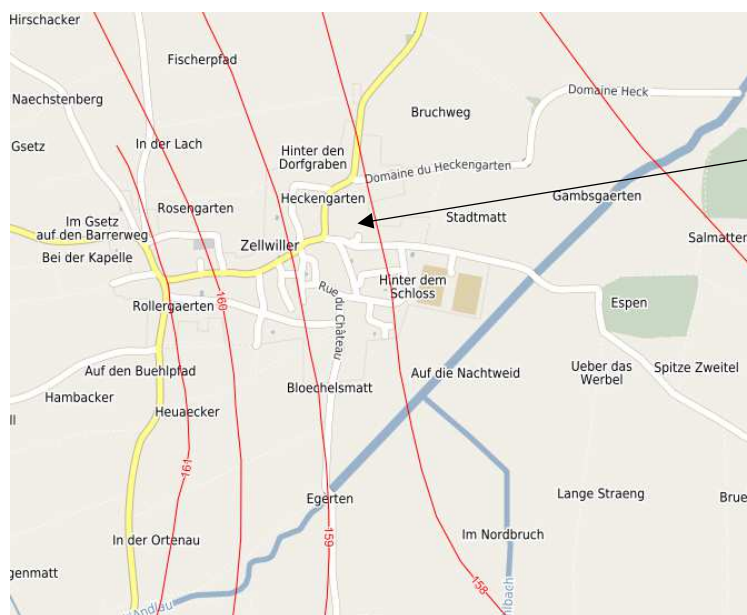 Hirschacker
Fischerpfad
Domaine Heck
Naechstenberg
Bruchweg
Gsetz
In der Lach
Hinter den
Dorfgraben
Domaine du Heckengarten
Heckengarten
Gambsgaerten
Rosengarten
Im Gsetz
auf den Barrerweg
Stadtmatt
Salmatten
Zellwiller
Bei der Kapelle
Hinter dem
Schloss
Rue du Château
160
Rollergaerten
Espen
Auf den Buehlpfad
Auf die Nachtweid
Ueber das
Werbel
Spitze Zweitel
Bloechelsmatt
Hambacker
Heuaecker
ll
161
Egerten
Lange Straeng
Brue
159
In der Ortenau
Im Nordbruch
genmatt
158
Andlau
hlbach